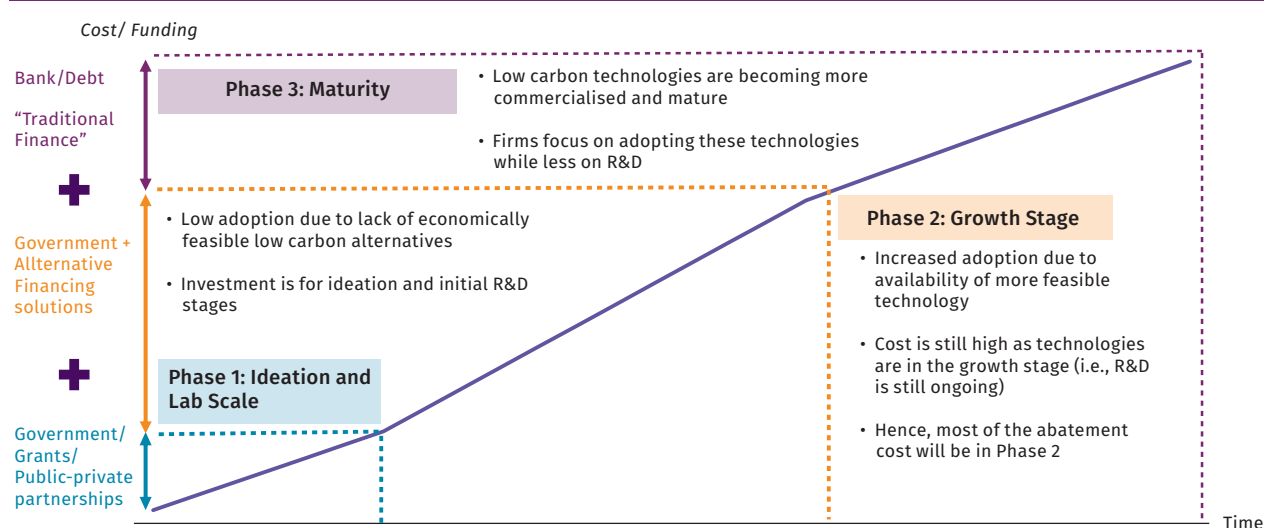 Cost/ Funding
Bank/Debt
“Traditional
Finance”
Phase 3: Maturity
• Low carbon technologies are becoming more
commercialised and mature
• Firms focus on adopting these technologies
while less on R&D
Government +
Allternative
Financing
solutions
• Low adoption due to lack of economically
feasible low carbon alternatives
• Investment is for ideation and initial R&D
stages
Phase 2: Growth Stage
• Increased adoption due to
availability of more feasible
technology
• Cost is still high as technologies
are in the growth stage (i.e., R&D
is still ongoing)
• Hence, most of the abatement
cost will be in Phase 2
Phase 1: Ideation and
Lab Scale
Government/
Grants/
Public-private
partnerships
Time